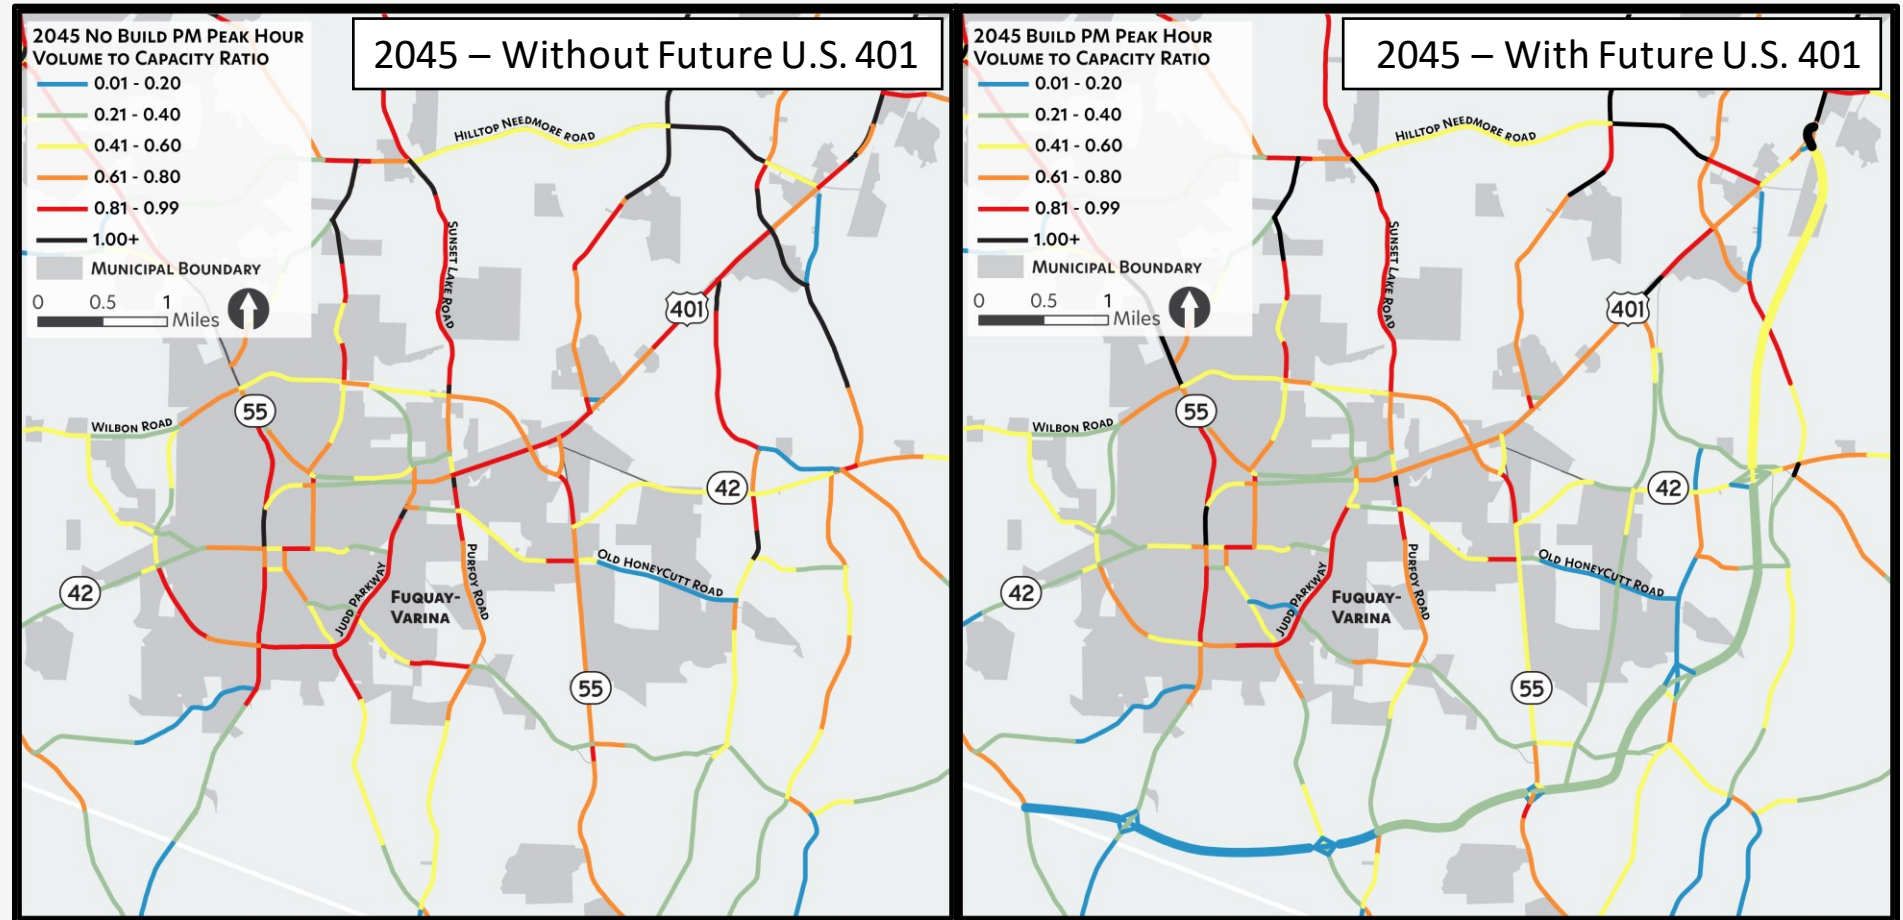 2045 – Without Future U.S. 401
2045 NO BUILD PM PEAK HOUR
VOLUME TO CAPACITY RATIO
0.01 - 0.20
0.21 - 0.40
0.41 - 0.60
0.61 - 0.80
0.81 - 0.99
1.00+
MUNICIPAL BOUNDARY
0 0.5 1
Miles
HILLTOP NEEDMORE ROAD
SUNSET LAKE ROAD
401
55
WILBON ROAD
42
OLD HONEYCUTT ROAD
PURFOY ROAD
JUDD PARKWAY
42
FUQUAY-
VARINA
55
2045 – With Future U.S. 401
2045 BUILD PM PEAK HOUR
VOLUME TO CAPACITY RATIO
0.01 - 0.20
0.21 - 0.40
0.41 - 0.60
0.61 - 0.80
0.81 - 0.99
1.00+
MUNICIPAL BOUNDARY
0 0.5 1
Miles
HILLTOP NEEDMORE ROAD
SUNSET LAKE ROAD
401
55
WILBON ROAD
42
OLD HONEYCUTT ROAD
PURFOY ROAD
JUDD PARKWAY
42
FUQUAY-
VARINA
55